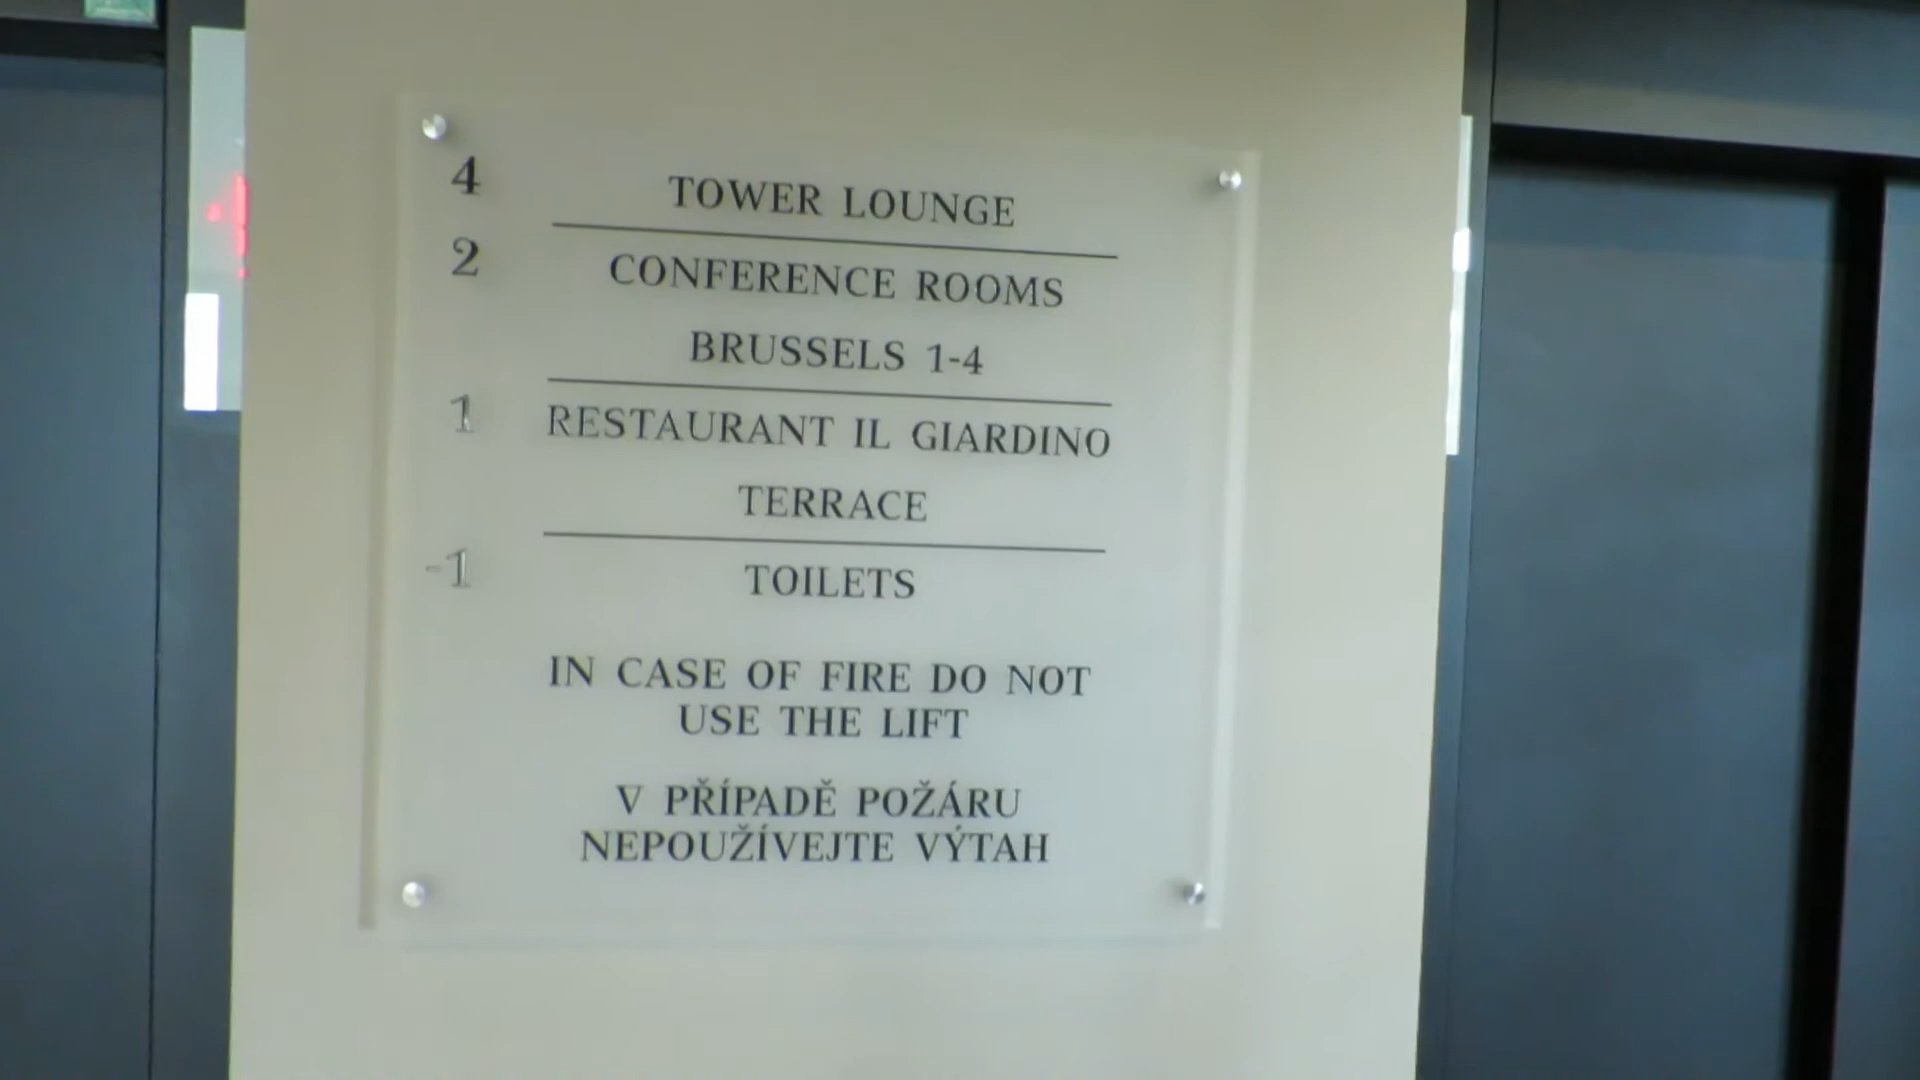 4 TOWER LOUNGE
2 CONFERENCE ROOMS
BRUSSELS 1-4
1 RESTAURANT IL GIARDINO
TERRACE
-1 TOILETS
IN CASE OF FIRE DO NOT
USE THE LIFT
V PŘÍPADĚ POŽÁRU
NEPOUŽÍVEJTE VÝTAH